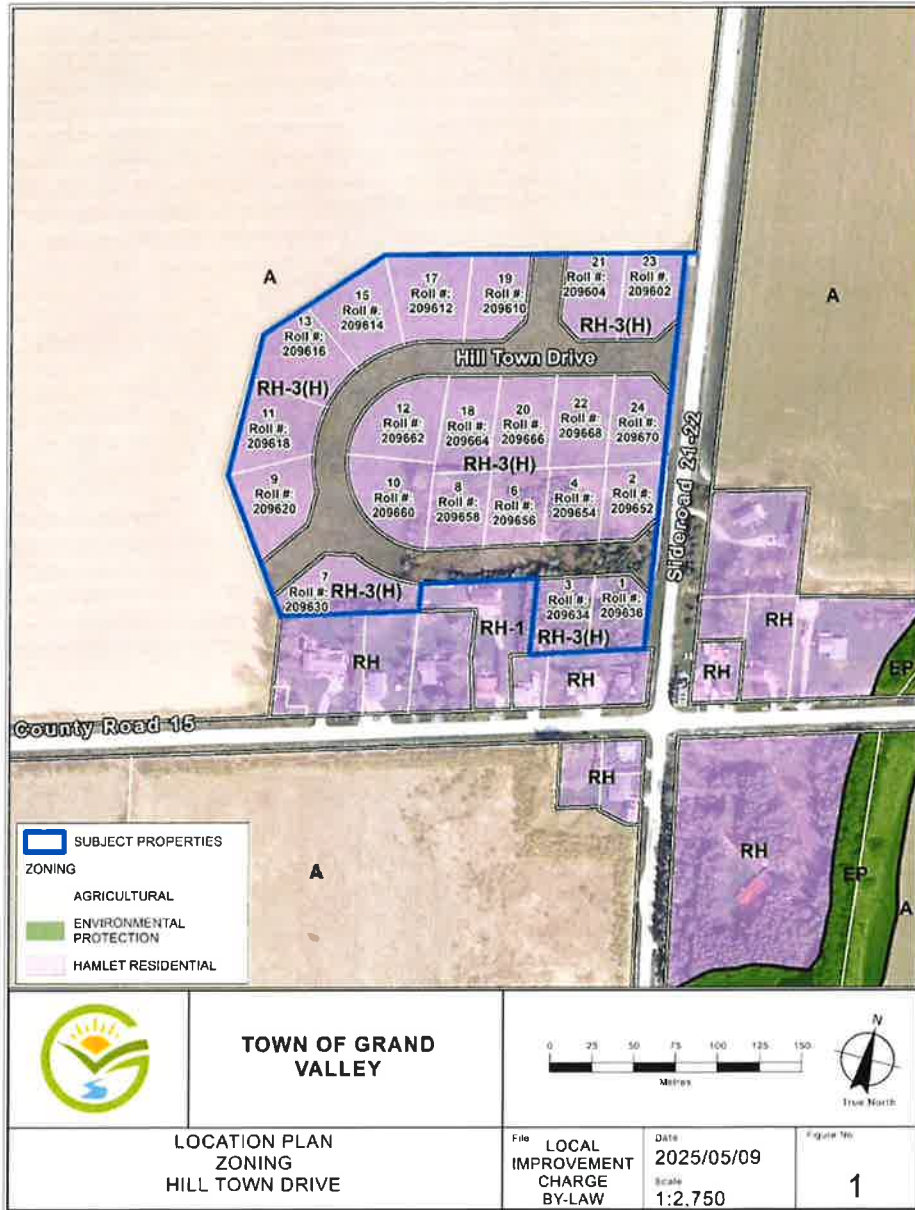 A
A
21
Roll #:
209604
23
Roll #:
209602
17
Roll #:
209612
19
Roll #:
209610
15
Roll #:
209614
13
Roll #:
209616
RH-3(H)
Hill Town Drive
RH-3(H)
11
Roll #:
209618
12
Roll #:
209662
18
Roll #:
209664
20
Roll #:
209666
22
Roll #:
209668
24
Roll #:
209670
RH-3(H)
9
Roll #:
209620
10
Roll #:
209660
8
Roll #:
209658
6
Roll #:
209656
4
Roll #:
209654
2
Roll #:
209652
Sideroad 21-22
7
Roll #:
209630
RH-3(H)
3
Roll #:
209634
1
Roll #:
209636
RH-1
RH-3(H)
RH
RH
RH
RH
EP
County Road 15
RH
RH
EP
A
A
SUBJECT PROPERTIES
ZONING
AGRICULTURAL
ENVIRONMENTAL
PROTECTION
HAMLET RESIDENTIAL
TOWN OF GRAND
VALLEY
0 25 50 75 100 125 150
Metres
N
True North
LOCATION PLAN
ZONING
HILL TOWN DRIVE
File
LOCAL
IMPROVEMENT
CHARGE
BY-LAW
Date
2025/05/09
Scale
1:2,750
Figure No.
1